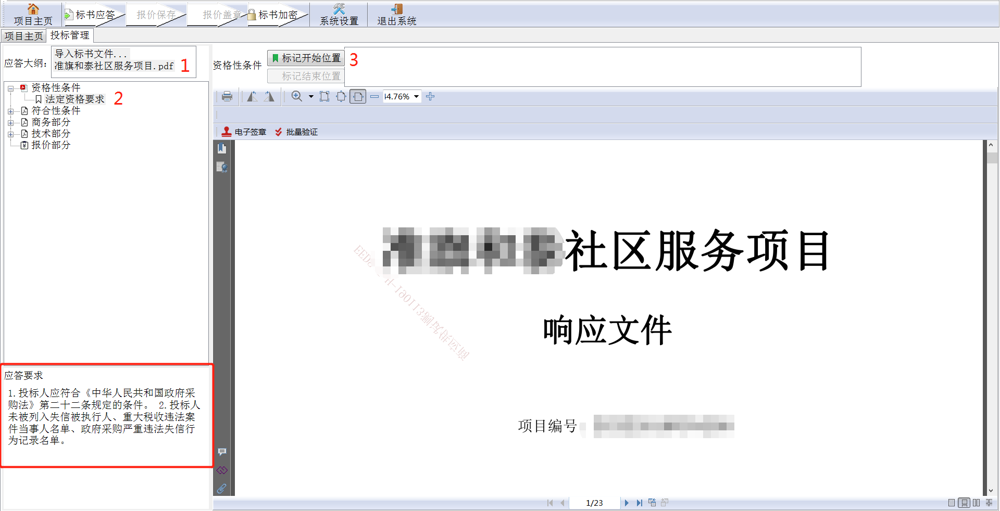 项目主页 标书应答 报价保存 报价盖章 标书加密 系统设置 退出系统
项目主页 投标管理
应答大纲:
导入标书文件...
准旗和泰社区服务项目.pdf 1
资格性条件
法定资格要求 2
符合性条件
商务部分
技术部分
报价部分
应答要求
1.投标人应符合《中华人民共和国政府采
购法》第二十二条规定的条件。 2.投标人
未被列入失信被执行人、重大税收违法案
件当事人名单、政府采购严重违法失信行
为记录名单。
资格性条件
标记开始位置 3
标记结束位置
4.76%
电子签章 批量验证
社区服务项目
响应文件
项目编号
1/23